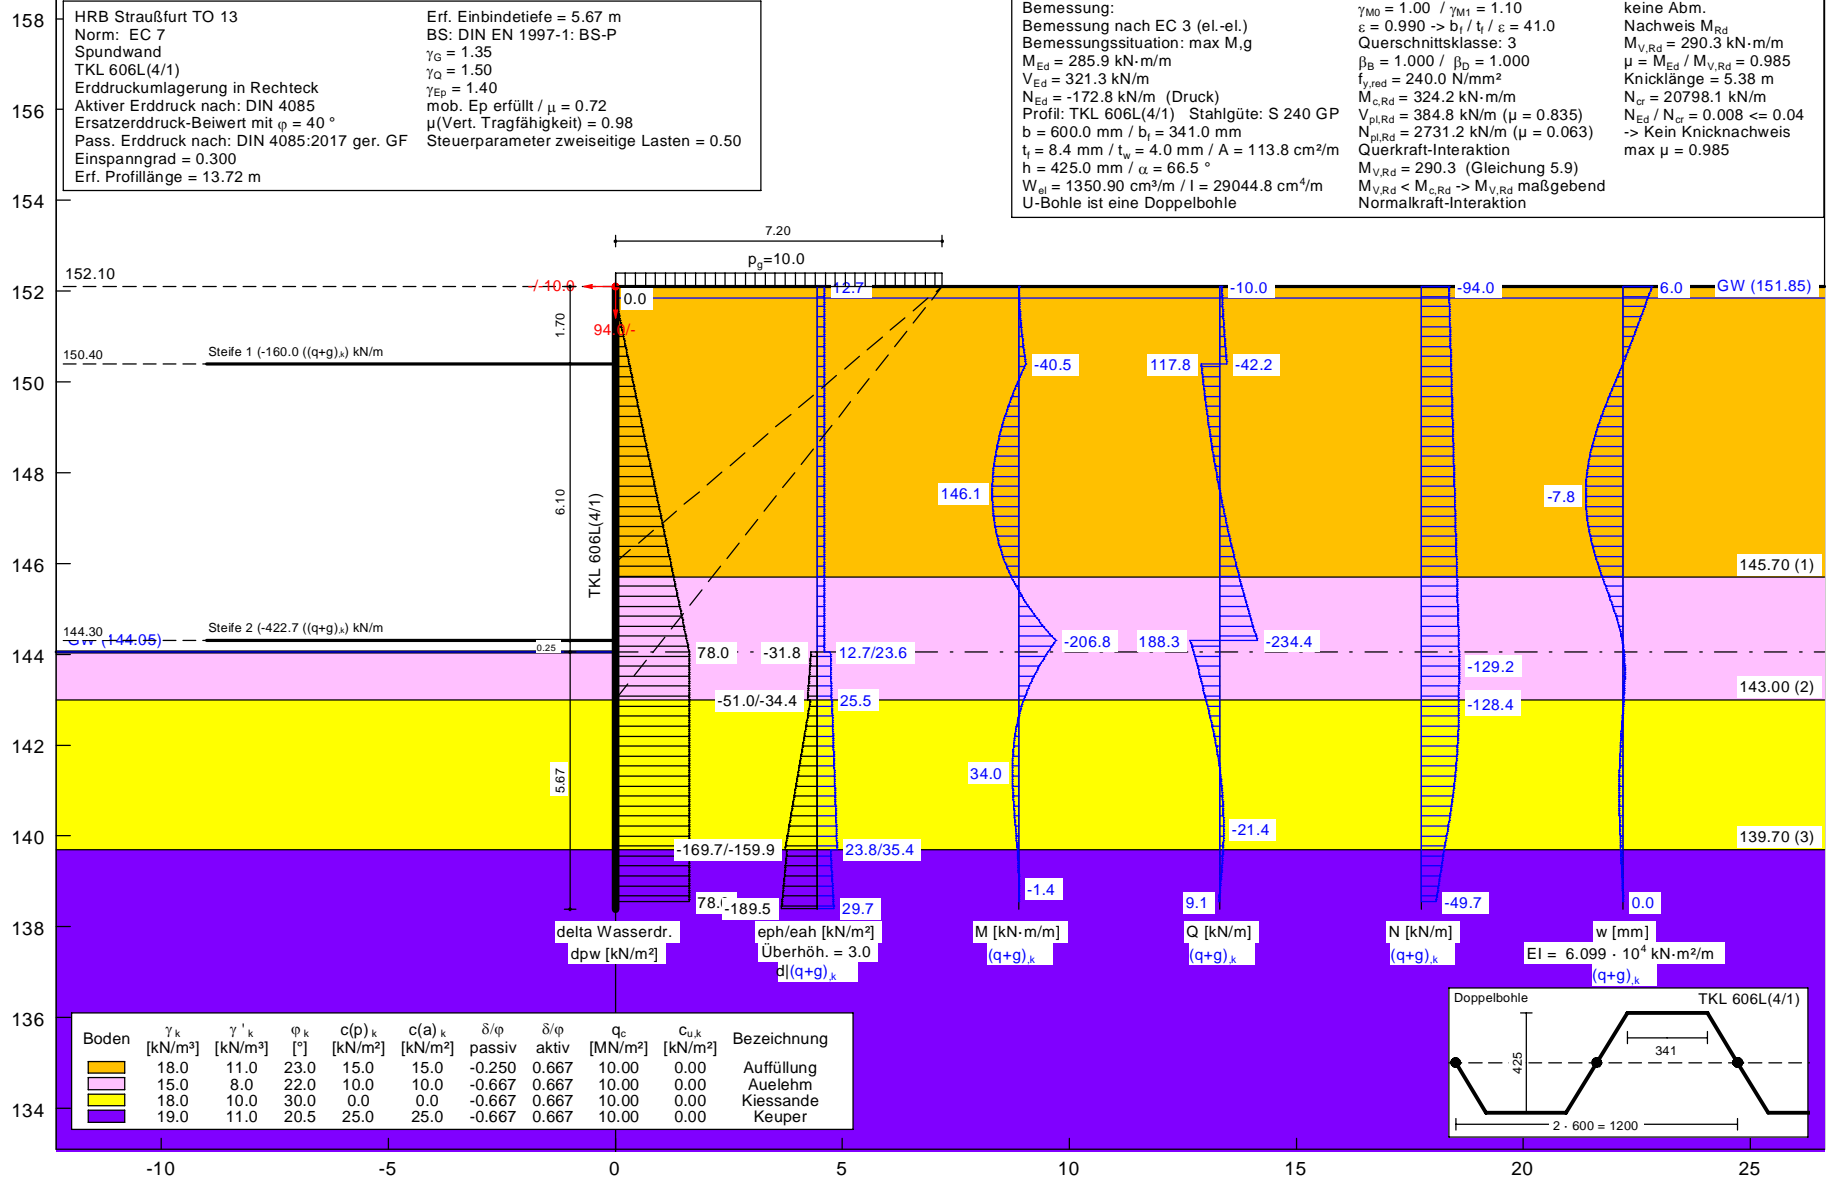 HRB Straußfurt TO 13
Norm: EC 7
Spundwand
TKL 606L(4/1)
Erddruckumlagerung in Rechteck
Aktiver Erddruck nach: DIN 4085
Ersatzerddruck-Beiwert mit φ = 40 °
Pass. Erddruck nach: DIN 4085:2017 ger. GF
Einspanngrad = 0.300
Erf. Profillänge = 13.72 m
Erf. Einbindetiefe = 5.67 m
BS: DIN EN 1997-1: BS-P
γG = 1.35
γQ = 1.50
γEp = 1.40
mob. Ep erfüllt / μ = 0.72
μ(Vert. Tragfähigkeit) = 0.98
Steuerparameter zweiseitige Lasten = 0.50
Bemessung:
Bemessung nach EC 3 (el.-el.)
Bemessungssituation: max M,g
MEd = 285.9 kN·m/m
VEd = 321.3 kN/m
NEd = -172.8 kN/m (Druck)
Profil: TKL 606L(4/1) Stahlgüte: S 240 GP
b = 600.0 mm / bf = 341.0 mm
tf = 8.4 mm / tw = 4.0 mm / A = 113.8 cm²/m
h = 425.0 mm / α = 66.5 °
Wel = 1350.90 cm³/m / I = 29044.8 cm⁴/m
U-Bohle ist eine Doppelbohle
γM0 = 1.00 / γM1 = 1.10
ε = 0.990 -> bf / tf / ε = 41.0
Querschnittsklasse: 3
βB = 1.000 / βD = 1.000
fy,red = 240.0 N/mm²
Mc,Rd = 324.2 kN·m/m
Vpl,Rd = 384.8 kN/m (μ = 0.835)
Npl,Rd = 2731.2 kN/m (μ = 0.063)
Querkraft-Interaktion
MV,Rd = 290.3 (Gleichung 5.9)
MV,Rd < Mc,Rd -> MV,Rd maßgebend
Normalkraft-Interaktion
keine Abm.
Nachweis MRd
MV,Rd = 290.3 kN·m/m
μ = MEd / MV,Rd = 0.985
Knicklänge = 5.38 m
Ncr = 20798.1 kN/m
NEd / Ncr = 0.008 <= 0.04
-> Kein Knicknachweis
max μ = 0.985
158
156
154
152
150
148
146
144
142
140
138
136
134
7.20
pg=10.0
152.10
-/-10.0
0.0
94.0/-
12.7
-10.0
-94.0
6.0
GW (151.85)
1.70
150.40
Steife 1 (-160.0 ((q+g),k) kN/m
-40.5
117.8
-42.2
6.10
TKL 606L(4/1)
146.1
-7.8
145.70 (1)
144.30
GW (144.05)
Steife 2 (-422.7 ((q+g),k) kN/m
0.25
78.0
-31.8
12.7/23.6
-206.8
188.3
-234.4
-129.2
-51.0/-34.4
25.5
-128.4
143.00 (2)
5.67
34.0
-21.4
139.70 (3)
-169.7/-159.9
23.8/35.4
-1.4
9.1
-49.7
0.0
-189.5
29.7
delta Wasserdr.
dpw [kN/m²]
eph/eah [kN/m²]
Überhöh. = 3.0
d|(q+g),k
M [kN·m/m]
(q+g),k
Q [kN/m]
(q+g),k
N [kN/m]
(q+g),k
w [mm]
EI = 6.099 · 10⁴ kN·m²/m
(q+g),k
Boden γk [kN/m³] γ'k [kN/m³] φk [°] c(p)k [kN/m²] c(a)k [kN/m²] δ/φ passiv δ/φ aktiv qc [MN/m²] cu,k [kN/m²] Bezeichnung
18.0 11.0 23.0 15.0 15.0 -0.250 0.667 10.00 0.00 Auffüllung
15.0 8.0 22.0 10.0 10.0 -0.667 0.667 10.00 0.00 Auelehm
18.0 10.0 30.0 0.0 0.0 -0.667 0.667 10.00 0.00 Kiessande
19.0 11.0 20.5 25.0 25.0 -0.667 0.667 10.00 0.00 Keuper
Doppelbohle
TKL 606L(4/1)
425
341
2 · 600 = 1200
-10
-5
0
5
10
15
20
25